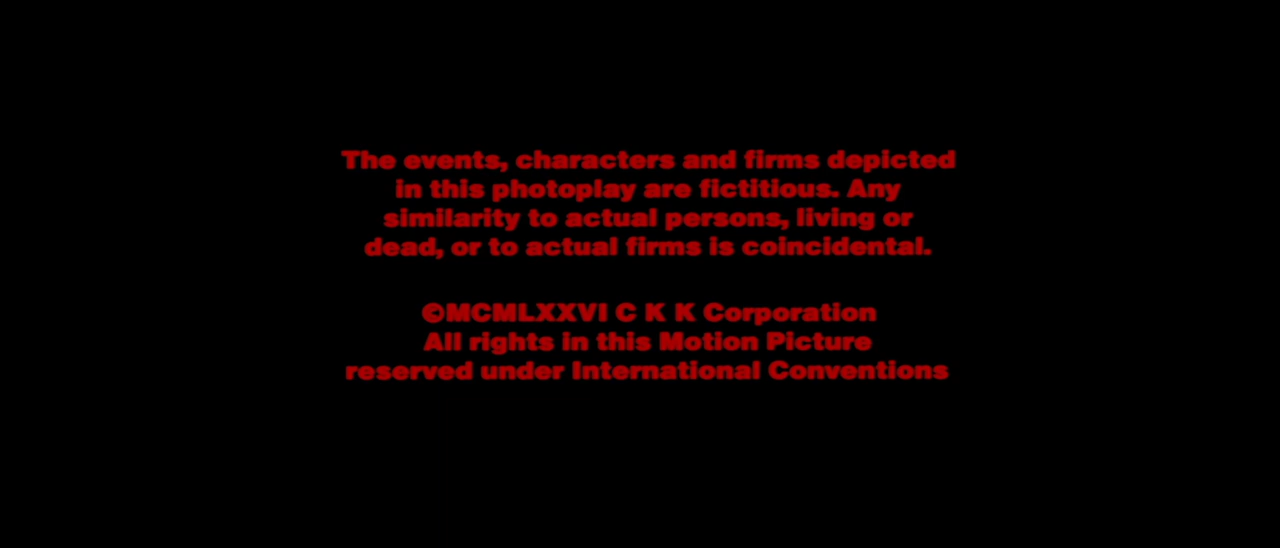 The events, characters and firms depicted
in this photoplay are fictitious. Any
similarity to actual persons, living or
dead, or to actual firms is coincidental.
©MCMLXXVI C K K Corporation
All rights in this Motion Picture
reserved under International Conventions